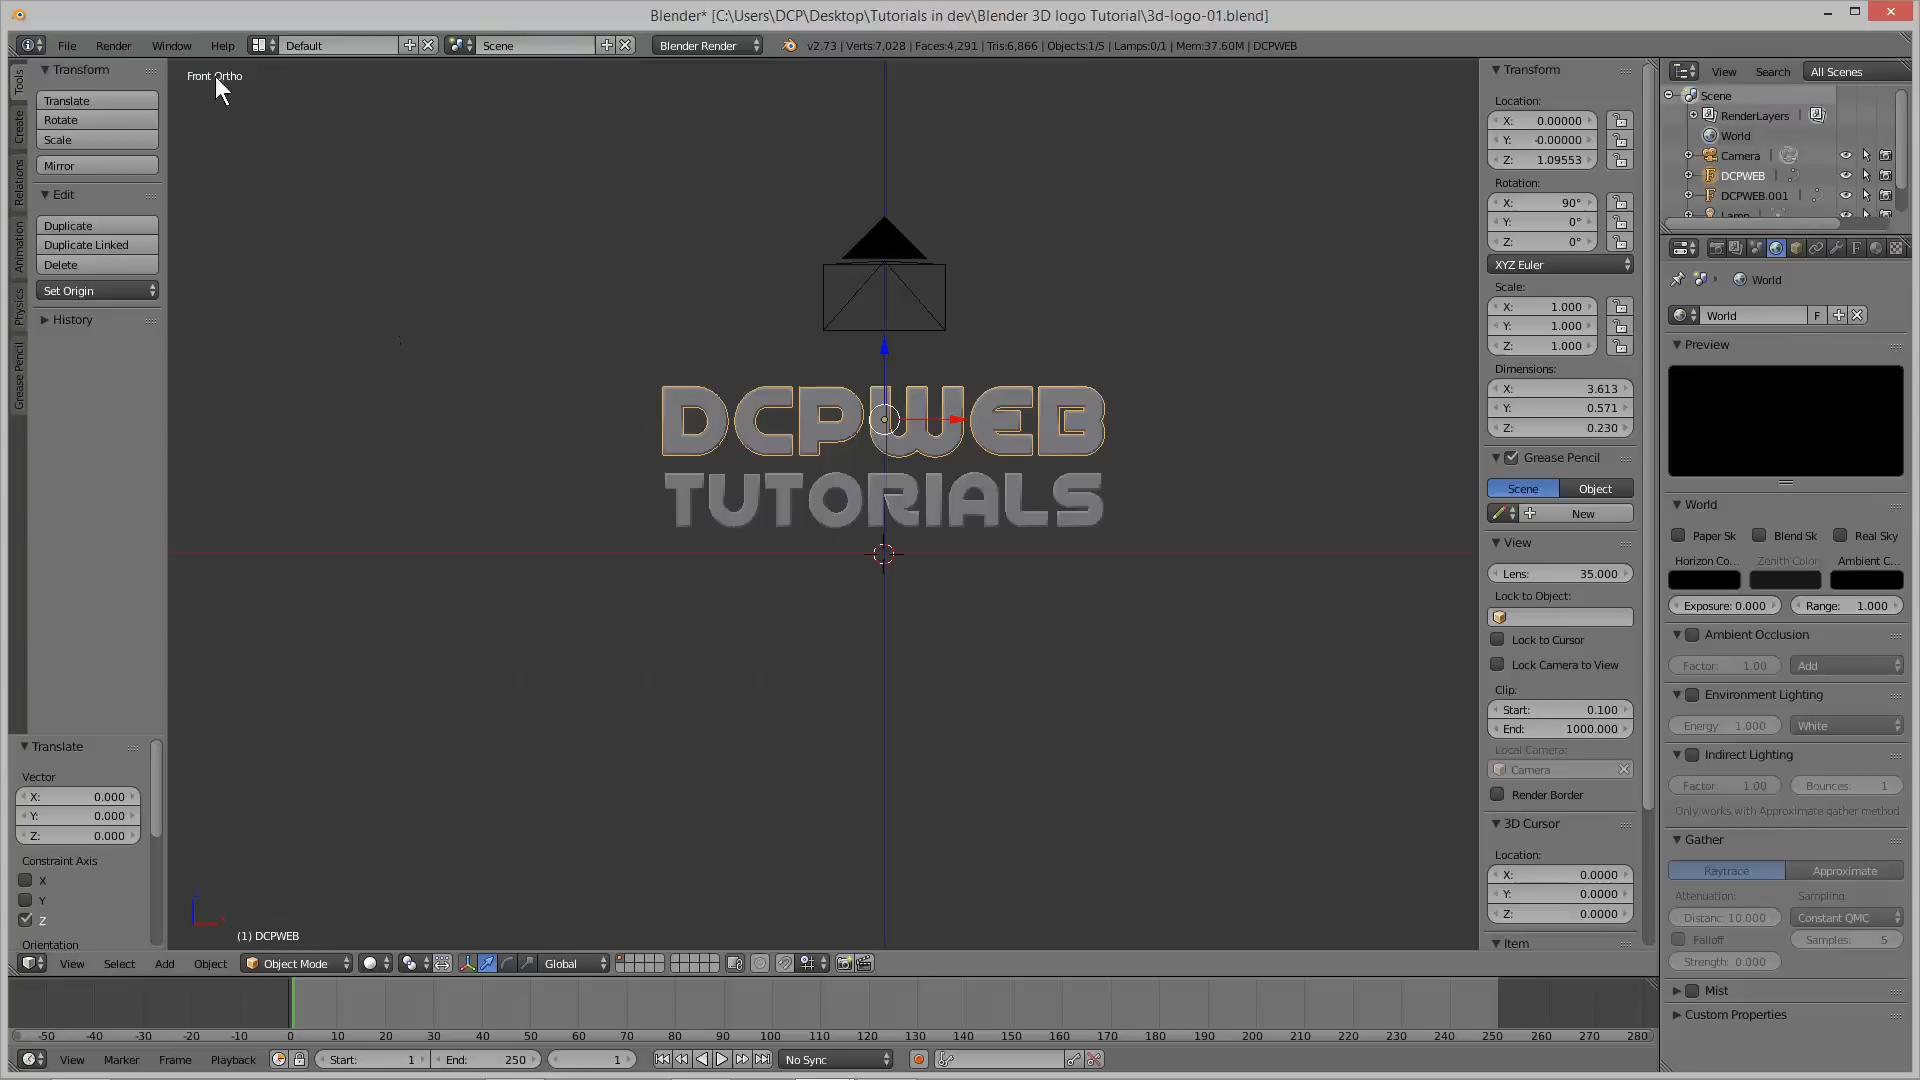 Blender* [C:\Users\DCP\Desktop\Tutorials in dev\Blender 3D logo Tutorial\3d-logo-01.blend]
File Render Window Help Default Scene Blender Render v2.73 | Verts:7,028 | Faces:4,291 | Tris:6,866 | Objects:1/5 | Lamps:0/1 | Mem:37.60M | DCPWEB
Tools
Create
Relations
Animation
Physics
Grease Pencil
Transform
Translate
Rotate
Scale
Mirror
Edit
Duplicate
Duplicate Linked
Delete
Set Origin
History
Translate
Vector
X: 0.000
Y: 0.000
Z: 0.000
Constraint Axis
X
Y
Z
Orientation
Front Ortho
DCPWEB
TUTORIALS
(1) DCPWEB
View Select Add Object Object Mode Global
Transform
Location:
X: 0.00000
Y: -0.00000
Z: 1.09553
Rotation:
X: 90°
Y: 0°
Z: 0°
XYZ Euler
Scale:
X: 1.000
Y: 1.000
Z: 1.000
Dimensions:
X: 3.613
Y: 0.571
Z: 0.230
Grease Pencil
Scene Object
New
View
Lens: 35.000
Lock to Object:
Lock to Cursor
Lock Camera to View
Clip:
Start: 0.100
End: 1000.000
Local Camera:
Camera
Render Border
3D Cursor
Location:
X: 0.0000
Y: 0.0000
Z: 0.0000
Item
View Search All Scenes
Scene
RenderLayers
World
Camera
DCPWEB
DCPWEB.001
Lamp
World
World F
Preview
World
Paper Sk Blend Sk Real Sky
Horizon Co... Zenith Color Ambient C...
Exposure: 0.000 Range: 1.000
Ambient Occlusion
Factor: 1.00 Add
Environment Lighting
Energy: 1.000 White
Indirect Lighting
Factor: 1.00 Bounces: 1
Only works with Approximate gather method
Gather
Raytrace Approximate
Attenuation: Sampling:
Distanc: 10.000 Constant QMC
Falloff Samples: 5
Strength: 0.000
Mist
Custom Properties
-50 -40 -30 -20 -10 0 10 20 30 40 50 60 70 80 90 100 110 120 130 140 150 160 170 180 190 200 210 220 230 240 250 260 270 280
View Marker Frame Playback Start: 1 End: 250 1 No Sync